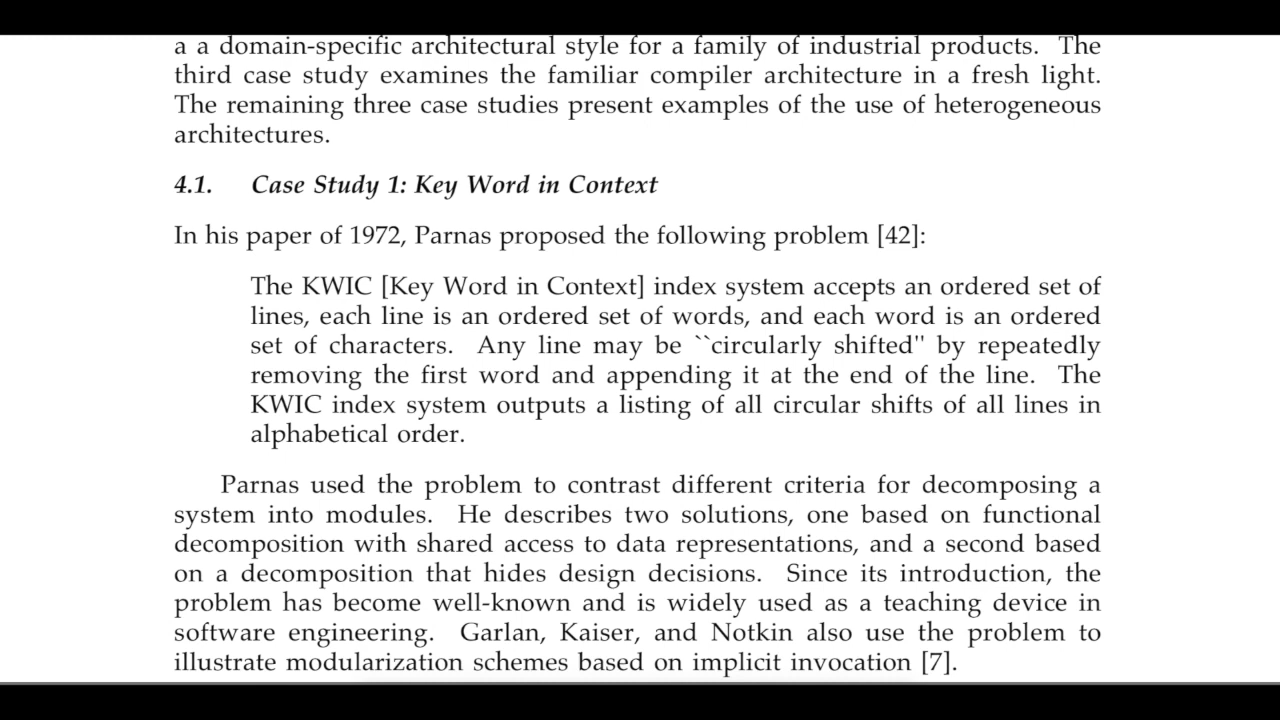 a a domain-specific architectural style for a family of industrial products. The
third case study examines the familiar compiler architecture in a fresh light.
The remaining three case studies present examples of the use of heterogeneous
architectures.
4.1. Case Study 1: Key Word in Context
In his paper of 1972, Parnas proposed the following problem [42]:
The KWIC [Key Word in Context] index system accepts an ordered set of
lines, each line is an ordered set of words, and each word is an ordered
set of characters. Any line may be ``circularly shifted'' by repeatedly
removing the first word and appending it at the end of the line. The
KWIC index system outputs a listing of all circular shifts of all lines in
alphabetical order.
Parnas used the problem to contrast different criteria for decomposing a
system into modules. He describes two solutions, one based on functional
decomposition with shared access to data representations, and a second based
on a decomposition that hides design decisions. Since its introduction, the
problem has become well-known and is widely used as a teaching device in
software engineering. Garlan, Kaiser, and Notkin also use the problem to
illustrate modularization schemes based on implicit invocation [7].